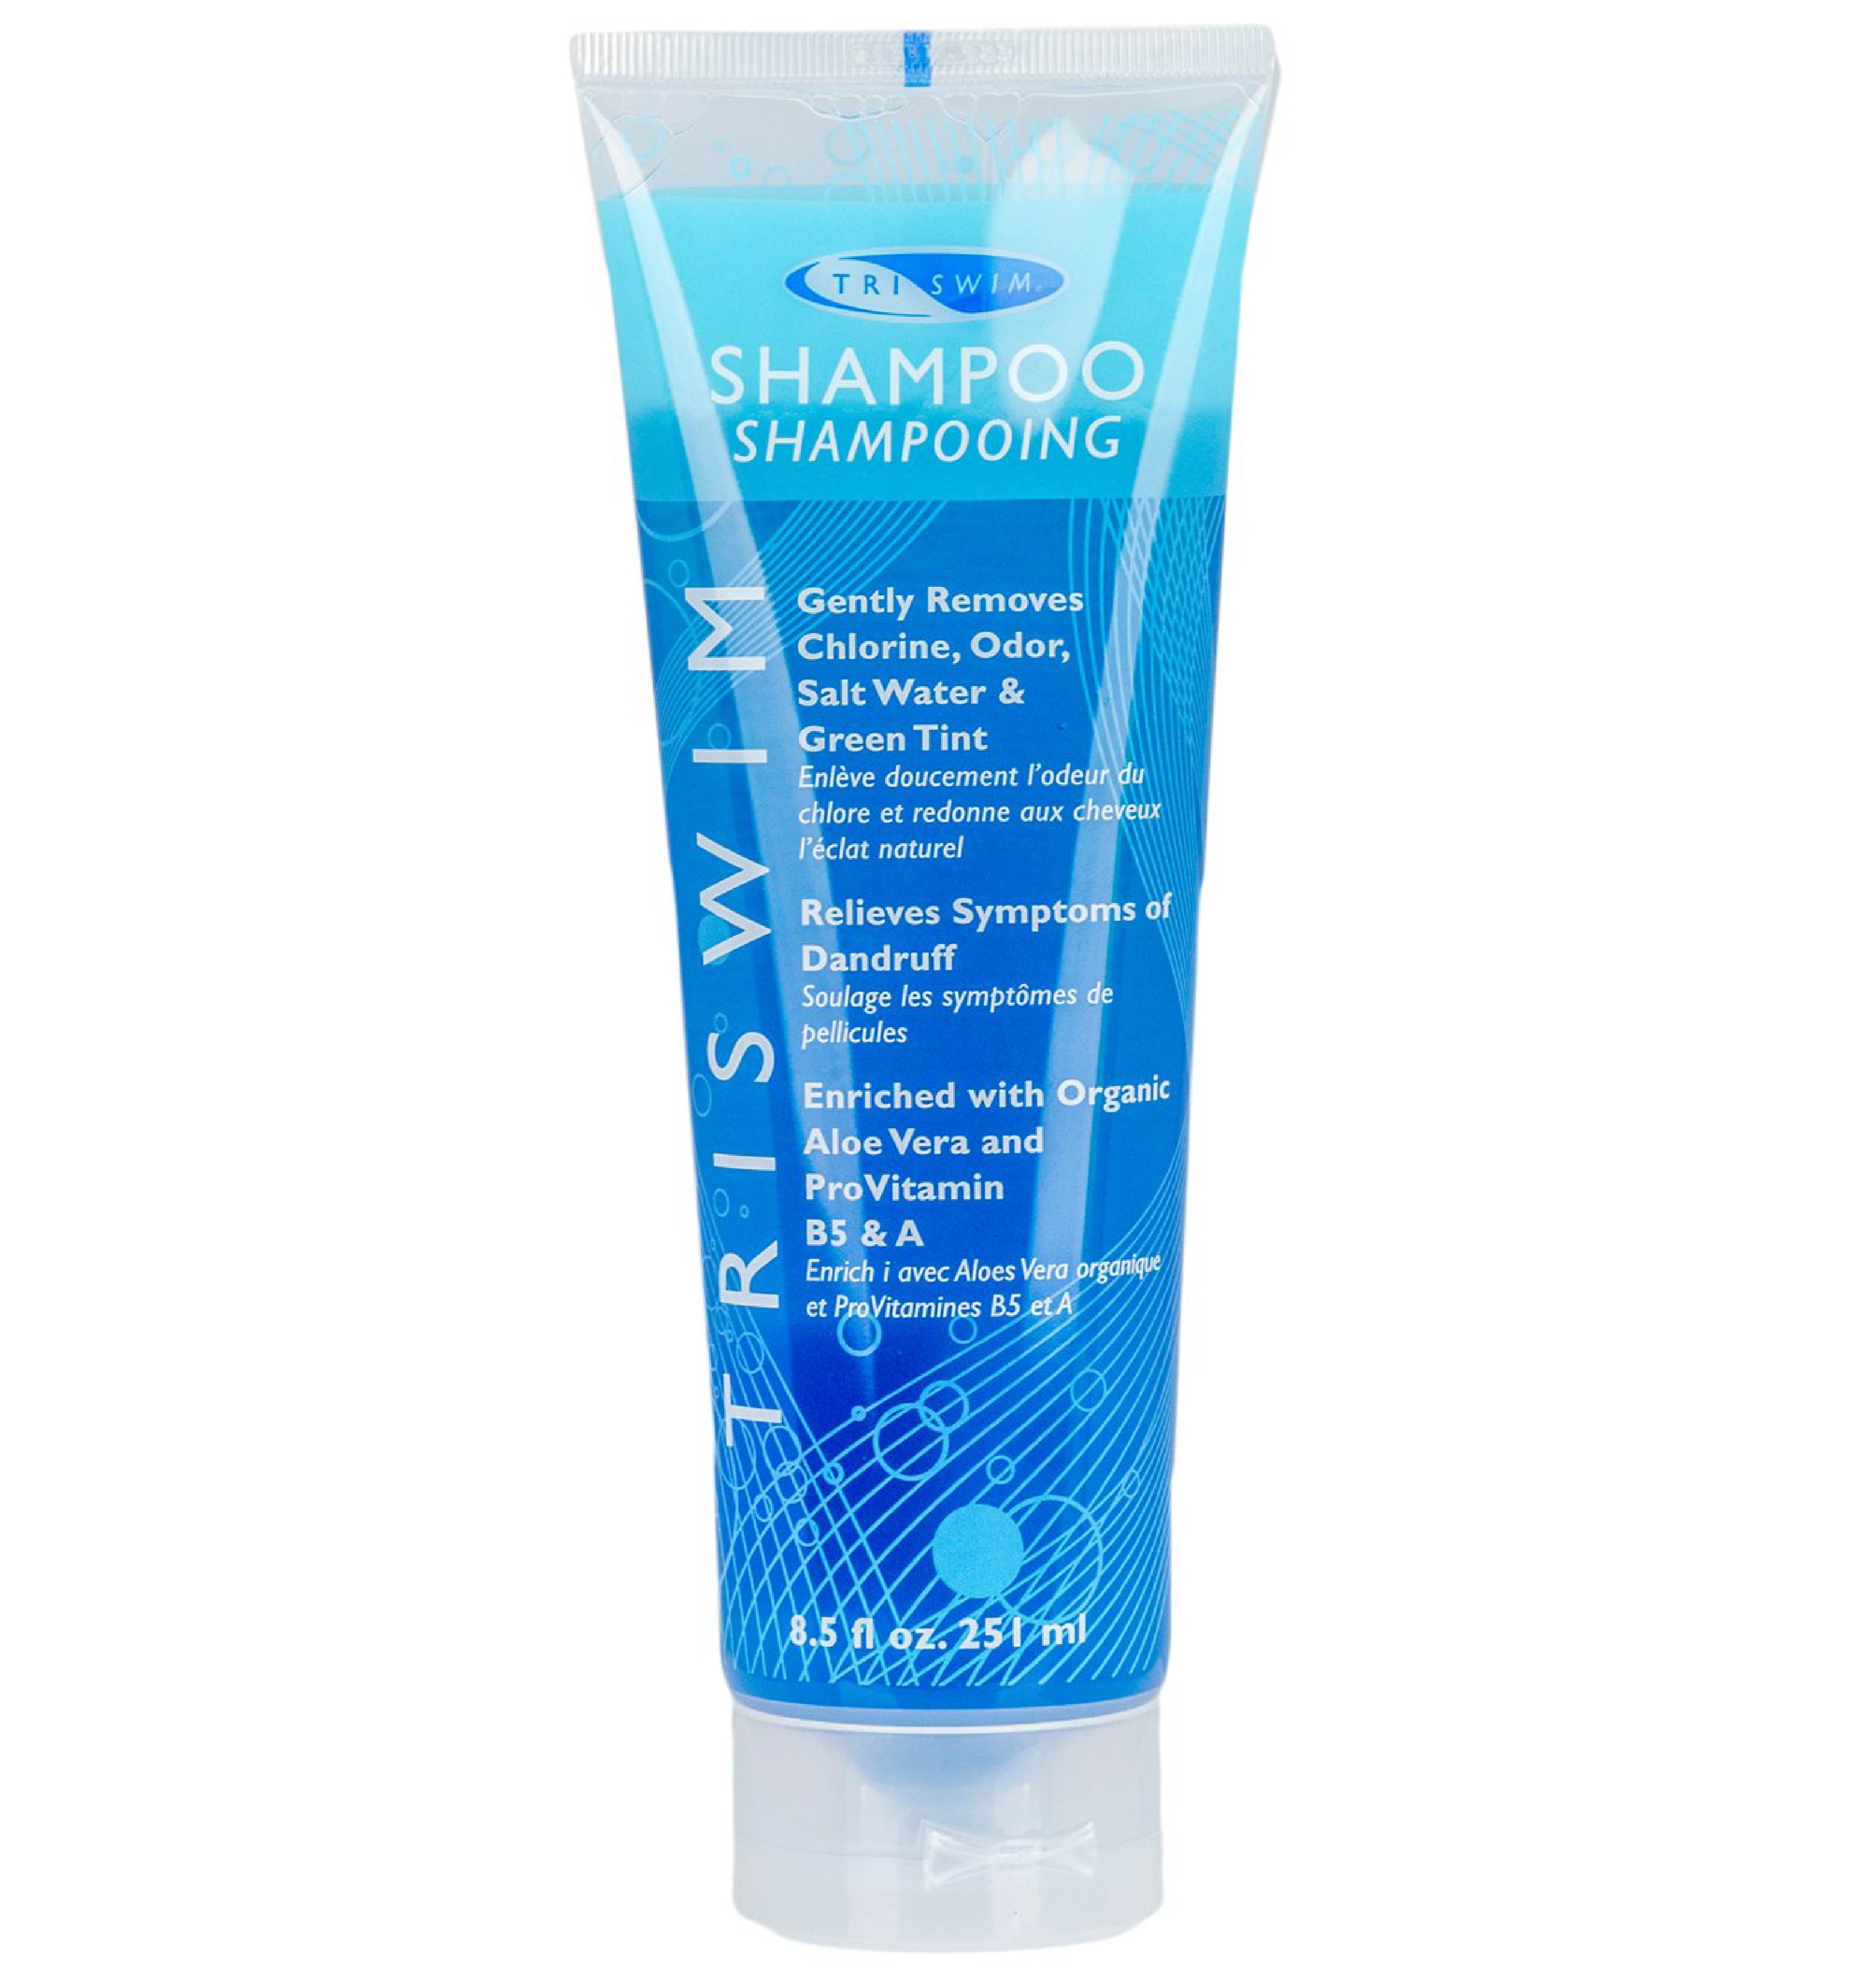 TRI SWIM
SHAMPOO
SHAMPOOING
TRISWIM
Gently Removes
Chlorine, Odor,
Salt Water &
Green Tint
Enlève doucement l'odeur du
chlore et redonne aux cheveux
l'éclat naturel
Relieves Symptoms of
Dandruff
Soulage les symptômes de
pellicules
Enriched with Organic
Aloe Vera and
ProVitamin
B5 & A
Enrich i avec Aloes Vera organique
et ProVitamines B5 et A
8.5 fl oz. 251 ml